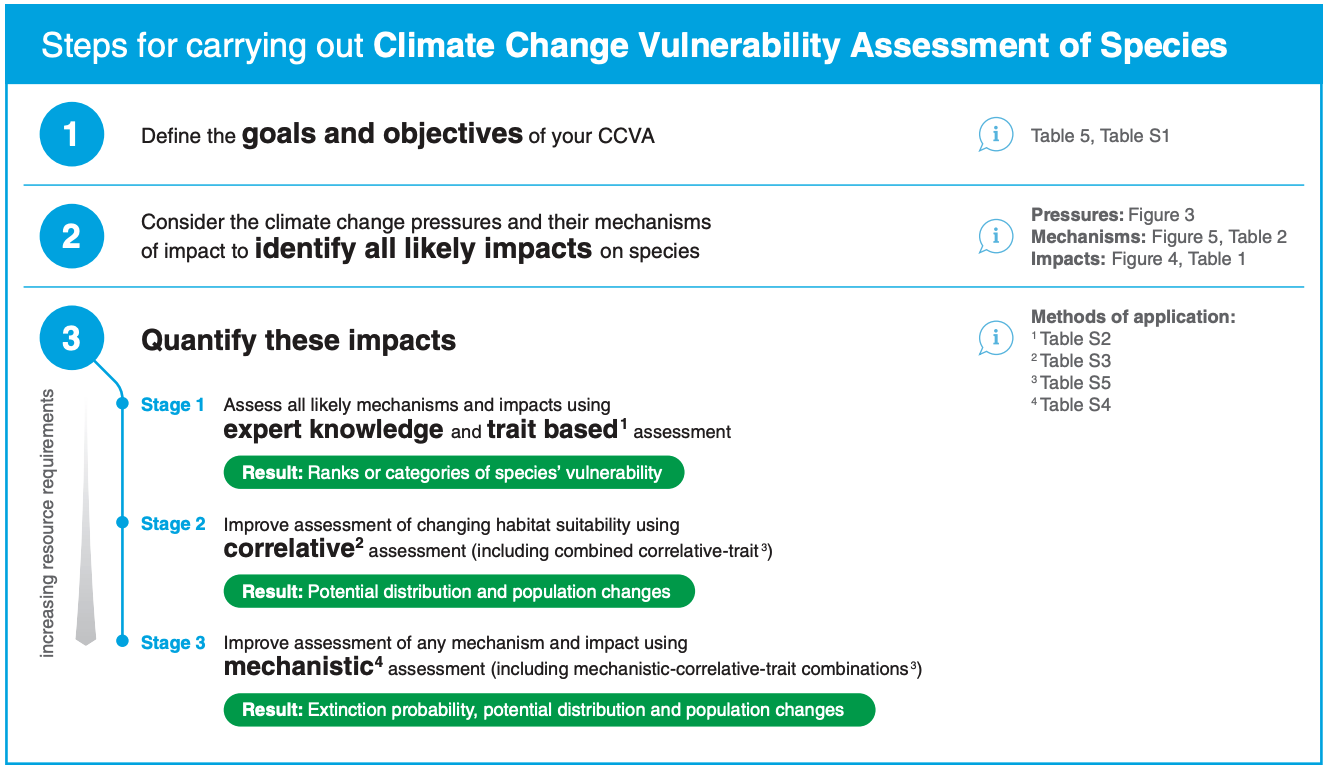 Steps for carrying out Climate Change Vulnerability Assessment of Species
1
Define the goals and objectives of your CCVA
i
Table 5, Table S1
2
Consider the climate change pressures and their mechanisms
of impact to identify all likely impacts on species
i
Pressures: Figure 3
Mechanisms: Figure 5, Table 2
Impacts: Figure 4, Table 1
3
Quantify these impacts
i
Methods of application:
¹ Table S2
² Table S3
³ Table S5
⁴ Table S4
increasing resource requirements
Stage 1 Assess all likely mechanisms and impacts using
expert knowledge and trait based¹ assessment
Result: Ranks or categories of species’ vulnerability
Stage 2 Improve assessment of changing habitat suitability using
correlative² assessment (including combined correlative-trait³)
Result: Potential distribution and population changes
Stage 3 Improve assessment of any mechanism and impact using
mechanistic⁴ assessment (including mechanistic-correlative-trait combinations³)
Result: Extinction probability, potential distribution and population changes